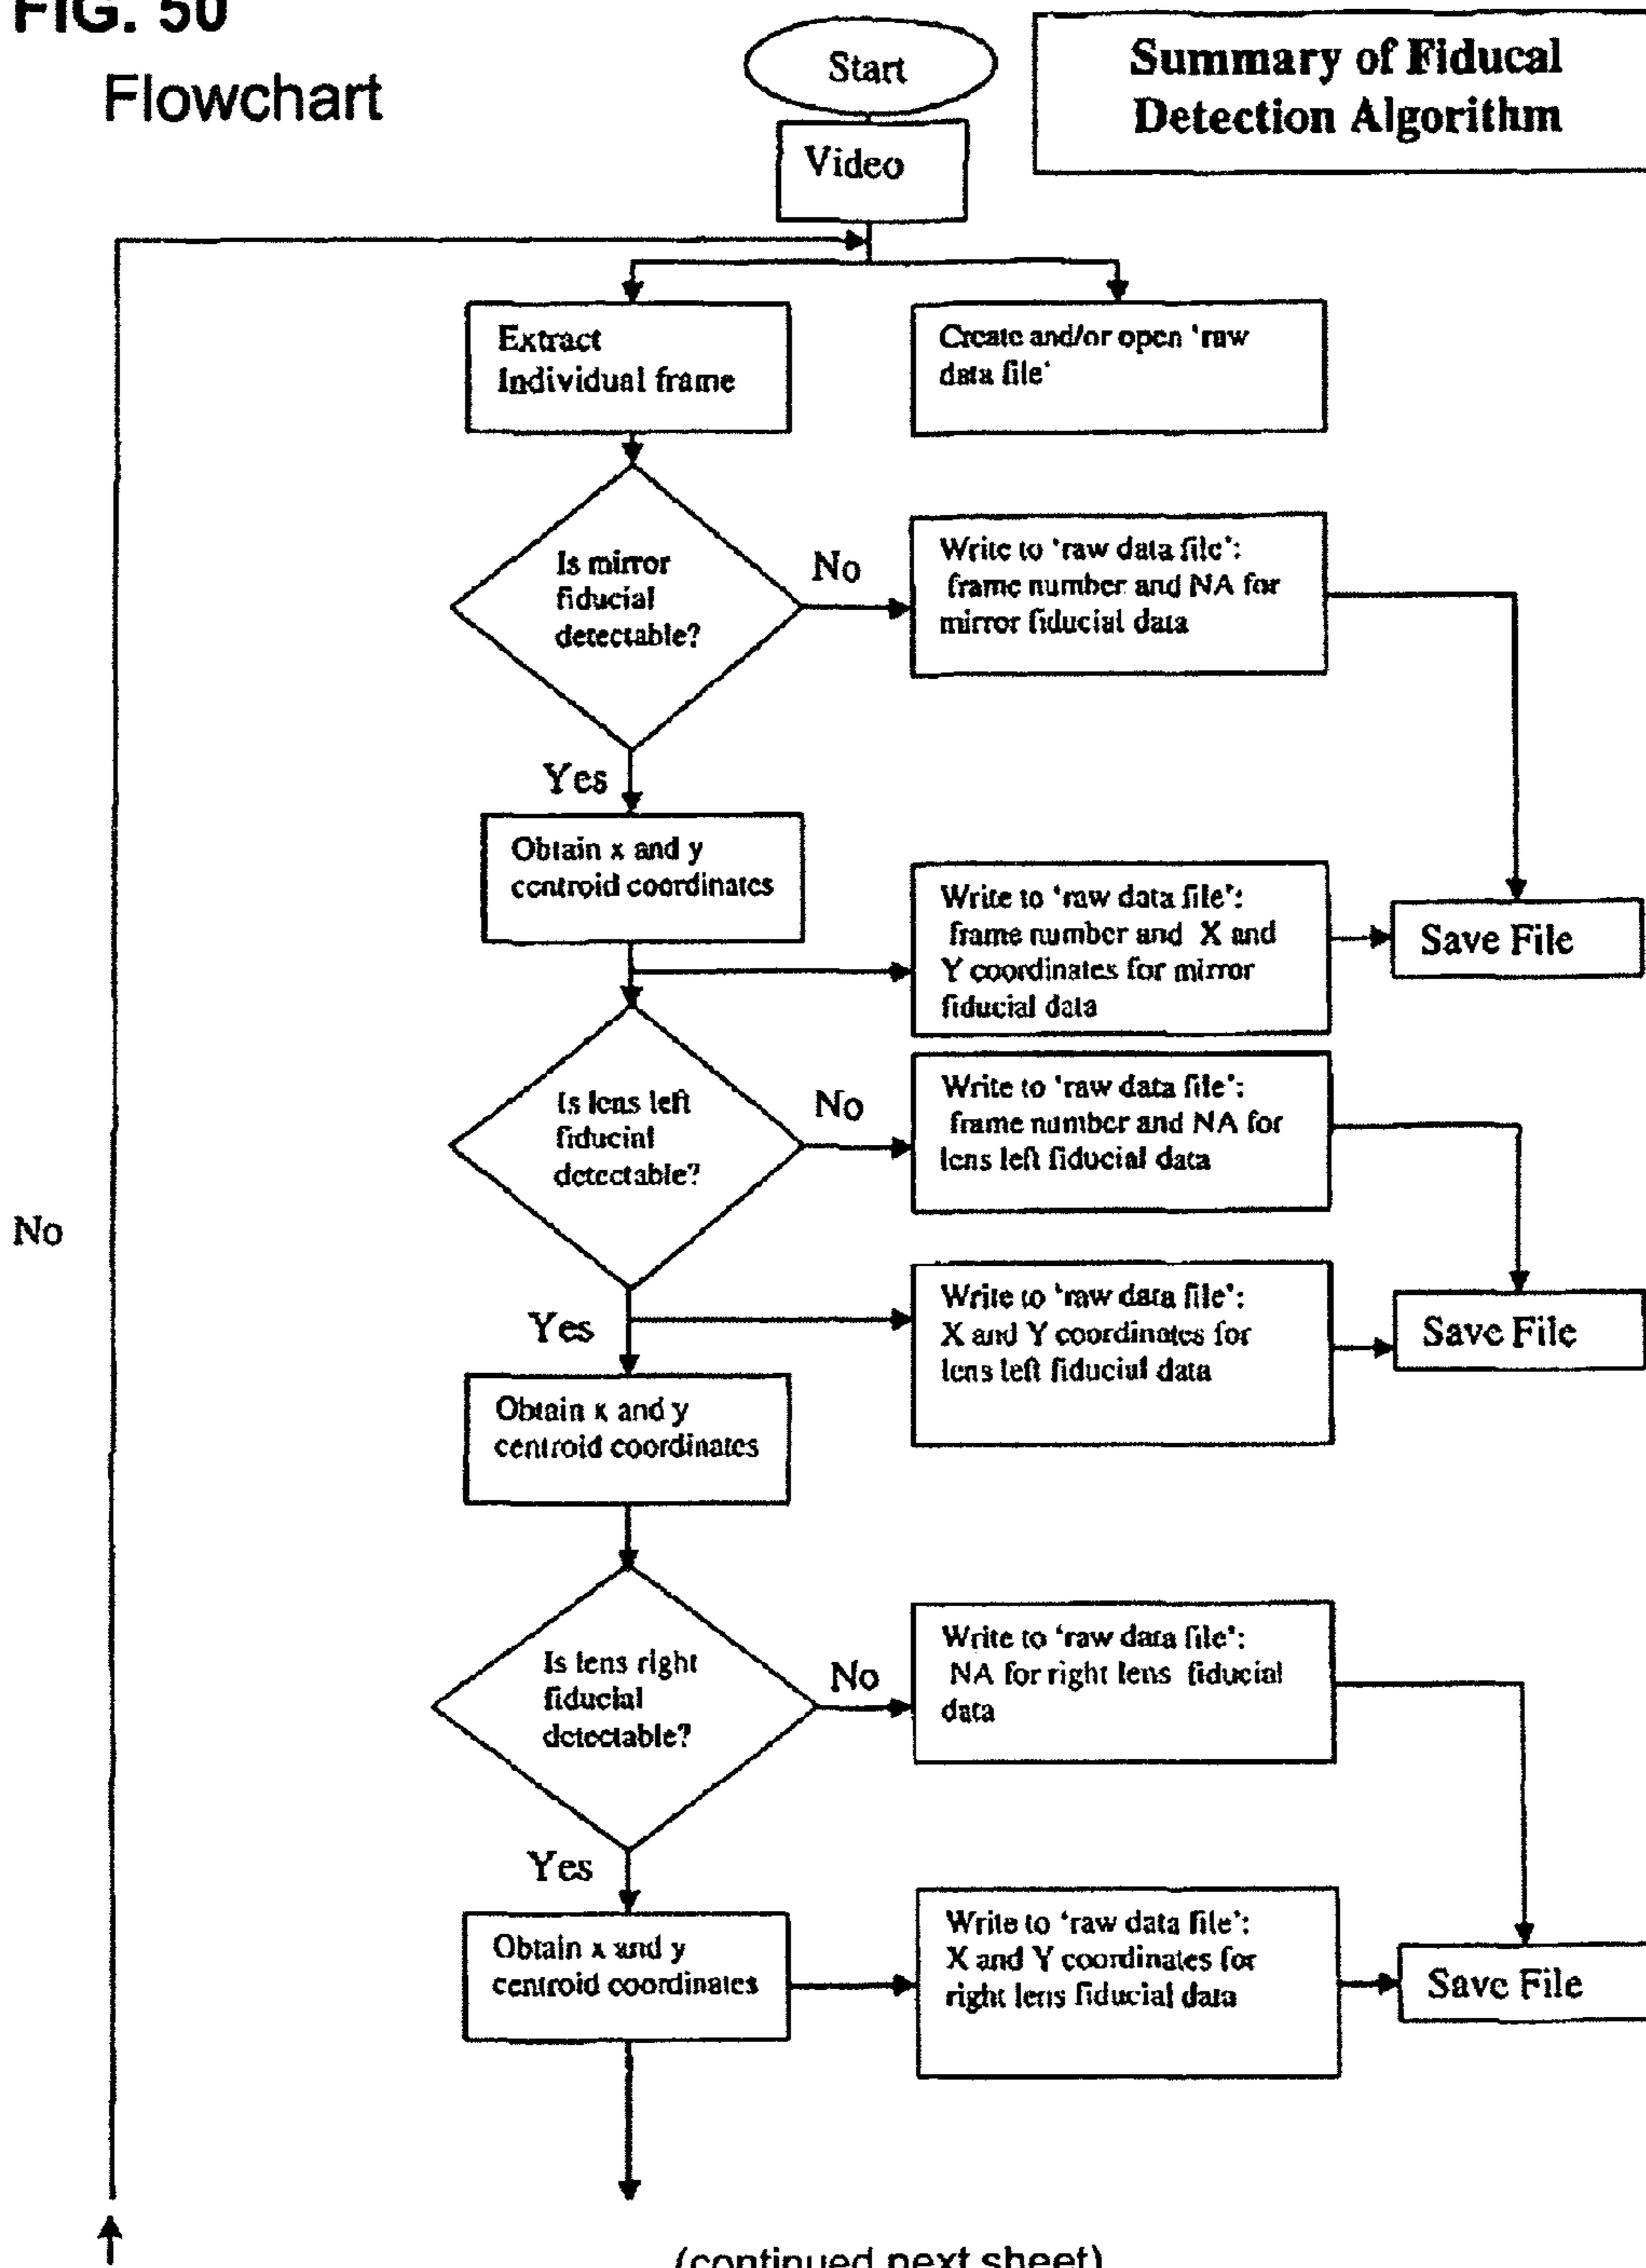 FIG. 50
Flowchart
Start
Summary of Fiducal
Detection Algorithm
Video
Extract
Individual frame
Create and/or open 'raw
data file'
Is mirror
fiducial
detectable?
No
Write to 'raw data file':
frame number and NA for
mirror fiducial data
Yes
Obtain x and y
centroid coordinates
Write to 'raw data file':
frame number and X and
Y coordinates for mirror
fiducial data
Save File
Is lens left
fiducial
detectable?
No
Write to 'raw data file':
frame number and NA for
lens left fiducial data
No
Yes
Write to 'raw data file':
X and Y coordinates for
lens left fiducial data
Save File
Obtain x and y
centroid coordinates
Is lens right
fiducial
detectable?
No
Write to 'raw data file':
NA for right lens fiducial
data
Yes
Obtain x and y
centroid coordinates
Write to 'raw data file':
X and Y coordinates for
right lens fiducial data
Save File
(continued next sheet)